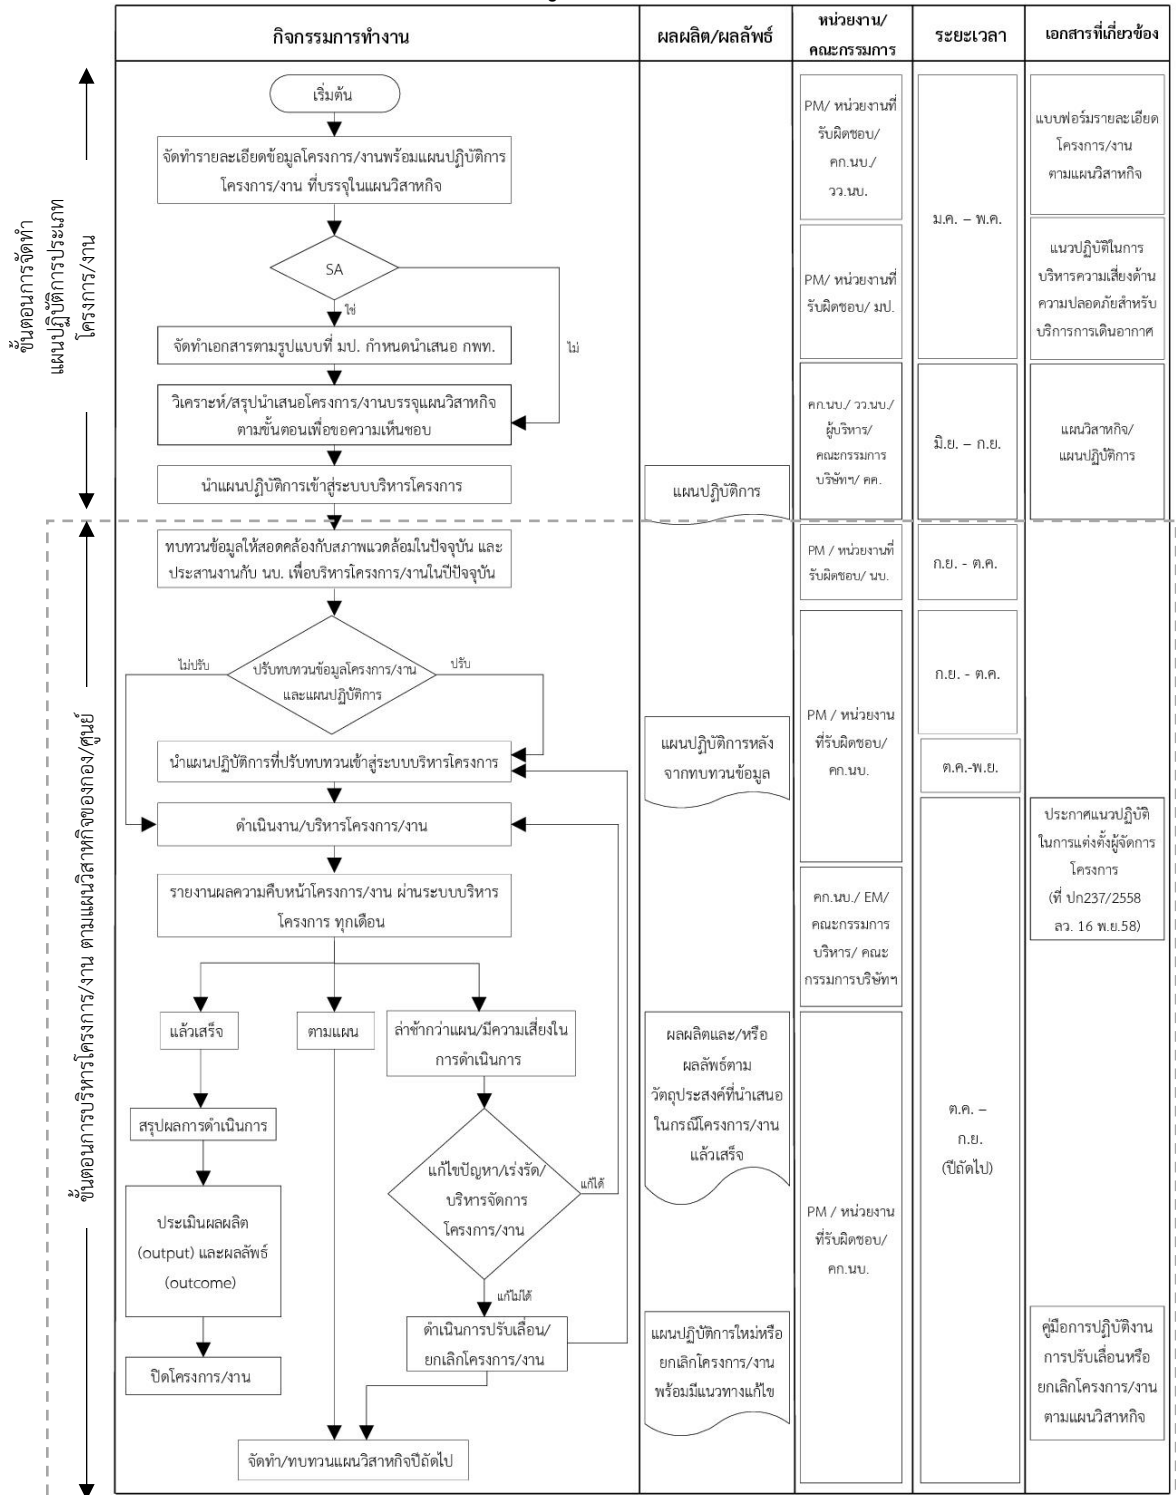 กิจกรรมการทำงาน
ผลผลิต/ผลลัพธ์
หน่วยงาน/
คณะกรรมการ
ระยะเวลา
เอกสารที่เกี่ยวข้อง
ขั้นตอนการจัดทำ
แผนปฏิบัติการประเภท
โครงการ/งาน
เริ่มต้น
จัดทำรายละเอียดข้อมูลโครงการ/งานพร้อมแผนปฏิบัติการ
โครงการ/งาน ที่บรรจุในแผนวิสาหกิจ
PM/ หน่วยงานที่
รับผิดชอบ/
คก.นบ./
วว.นบ.
ม.ค. – พ.ค.
แบบฟอร์มรายละเอียด
โครงการ/งาน
ตามแผนวิสาหกิจ
SA
ใช่
ไม่
PM/ หน่วยงานที่
รับผิดชอบ/ มป.
แนวปฏิบัติในการ
บริหารความเสี่ยงด้าน
ความปลอดภัยสำหรับ
บริการการเดินอากาศ
จัดทำเอกสารตามรูปแบบที่ มป. กำหนดนำเสนอ กพท.
วิเคราะห์/สรุปนำเสนอโครงการ/งานบรรจุแผนวิสาหกิจ
ตามขั้นตอนเพื่อขอความเห็นชอบ
คก.นบ./ วว.นบ./
ผู้บริหาร/
คณะกรรมการ
บริษัทฯ/ คค.
มิ.ย. – ก.ย.
แผนวิสาหกิจ/
แผนปฏิบัติการ
นำแผนปฏิบัติการเข้าสู่ระบบบริหารโครงการ
แผนปฏิบัติการ
ขั้นตอนการบริหารโครงการ/งาน ตามแผนวิสาหกิจของกอง/ศูนย์
ทบทวนข้อมูลให้สอดคล้องกับสภาพแวดล้อมในปัจจุบัน และ
ประสานงานกับ นบ. เพื่อบริหารโครงการ/งานในปีปัจจุบัน
PM / หน่วยงานที่
รับผิดชอบ/ นบ.
ก.ย. - ต.ค.
ไม่ปรับ
ปรับทบทวนข้อมูลโครงการ/งาน
และแผนปฏิบัติการ
ปรับ
ก.ย. - ต.ค.
PM / หน่วยงาน
ที่รับผิดชอบ/
คก.นบ.
นำแผนปฏิบัติการที่ปรับทบทวนเข้าสู่ระบบบริหารโครงการ
แผนปฏิบัติการหลัง
จากทบทวนข้อมูล
ต.ค.-พ.ย.
ดำเนินงาน/บริหารโครงการ/งาน
ประกาศแนวปฏิบัติ
ในการแต่งตั้งผู้จัดการ
โครงการ
(ที่ ปก237/2558
ลว. 16 พ.ย.58)
รายงานผลความคืบหน้าโครงการ/งาน ผ่านระบบบริหาร
โครงการ ทุกเดือน
คก.นบ./ EM/
คณะกรรมการ
บริหาร/ คณะ
กรรมการบริษัทฯ
แล้วเสร็จ
ตามแผน
ล่าช้ากว่าแผน/มีความเสี่ยงใน
การดำเนินการ
ผลผลิตและ/หรือ
ผลลัพธ์ตาม
วัตถุประสงค์ที่นำเสนอ
ในกรณีโครงการ/งาน
แล้วเสร็จ
ต.ค. –
ก.ย.
(ปีถัดไป)
สรุปผลการดำเนินการ
แก้ไขปัญหา/เร่งรัด/
บริหารจัดการ
โครงการ/งาน
แก้ได้
แก้ไม่ได้
ประเมินผลผลิต
(output) และผลลัพธ์
(outcome)
PM / หน่วยงาน
ที่รับผิดชอบ/
คก.นบ.
ดำเนินการปรับเลื่อน/
ยกเลิกโครงการ/งาน
แผนปฏิบัติการใหม่หรือ
ยกเลิกโครงการ/งาน
พร้อมมีแนวทางแก้ไข
คู่มือการปฏิบัติงาน
การปรับเลื่อนหรือ
ยกเลิกโครงการ/งาน
ตามแผนวิสาหกิจ
ปิดโครงการ/งาน
จัดทำ/ทบทวนแผนวิสาหกิจปีถัดไป